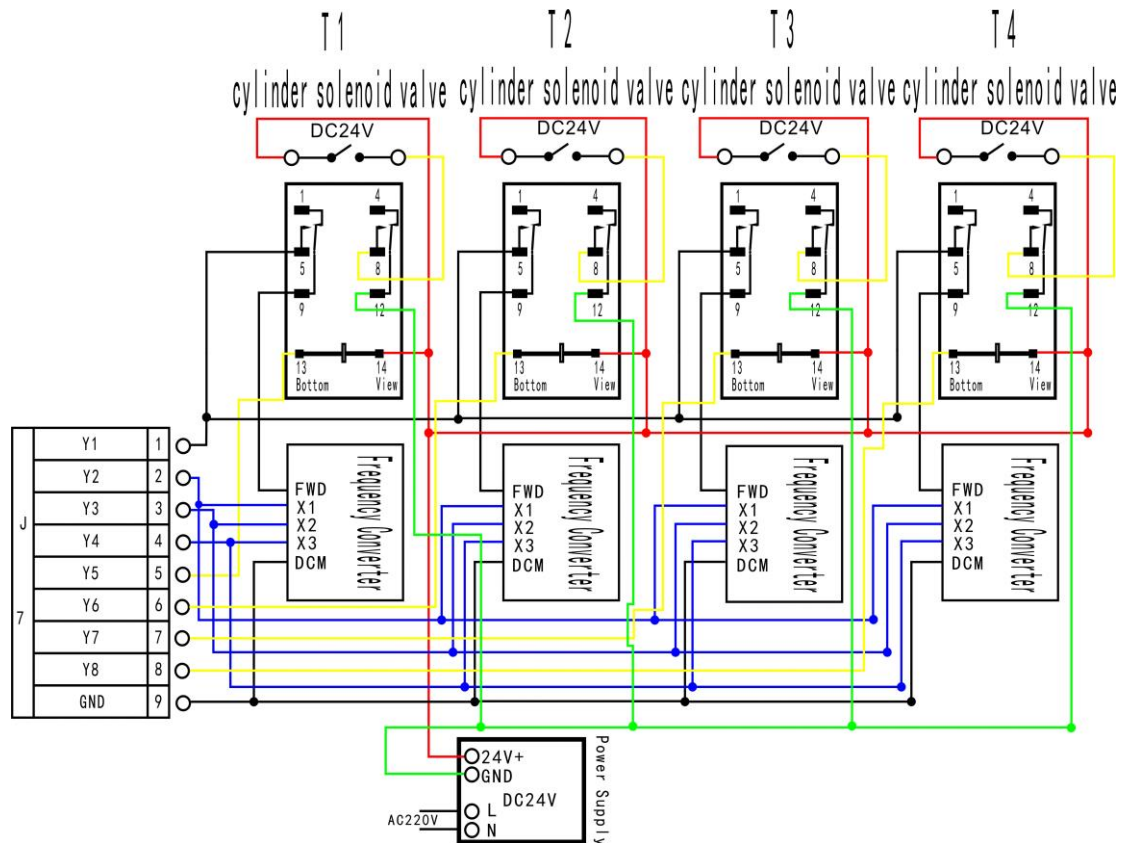 T1 T2 T3 T4
cylinder solenoid valve cylinder solenoid valve cylinder solenoid valve cylinder solenoid valve
DC24V DC24V DC24V DC24V
1 4 1 4 1 4 1 4
5 8 5 8 5 8 5 8
9 12 9 12 9 12 9 12
13 14 13 14 13 14 13 14
Bottom View Bottom View Bottom View Bottom View
J7
Y1 1
Y2 2
Y3 3
Y4 4
Y5 5
Y6 6
Y7 7
Y8 8
GND 9
FWD
X1
X2
X3
DCM
Frequency Converter
FWD
X1
X2
X3
DCM
Frequency Converter
FWD
X1
X2
X3
DCM
Frequency Converter
FWD
X1
X2
X3
DCM
Frequency Converter
24V+
GND
DC24V
L
AC220V
N
Power Supply